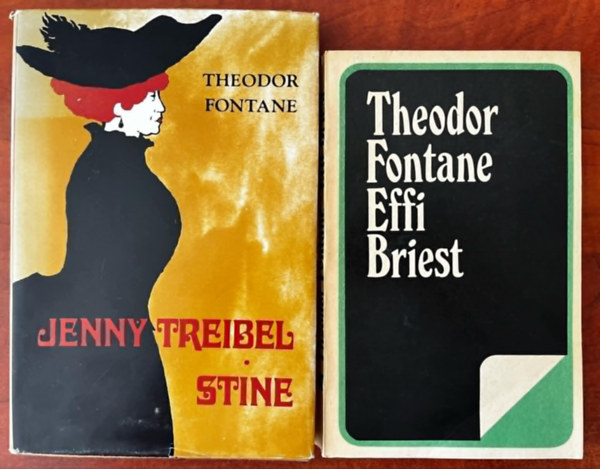 THEODOR
FONTANE
JENNY TREIBEL
·
STINE
Theodor
Fontane
Effi
Briest